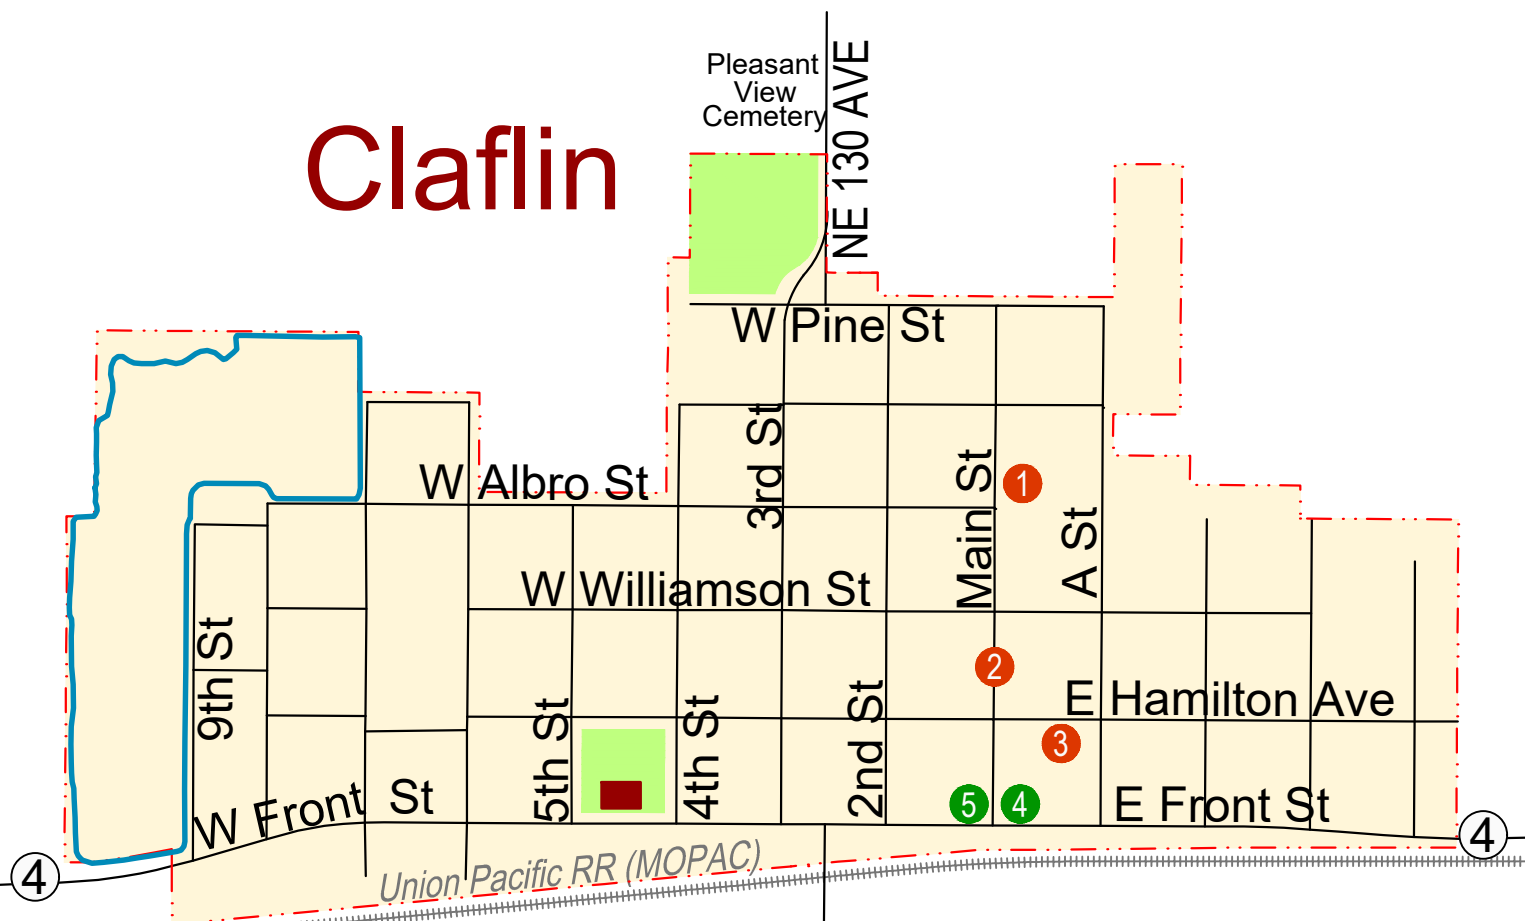 Pleasant
View
Cemetery
NE 130 AVE
Claflin
W Pine St
3rd St
W Albro St
Main St
1
A St
W Williamson St
9th St
2
E Hamilton Ave
5th St
4th St
2nd St
3
W Front St
5
4
E Front St
4
4
Union Pacific RR (MOPAC)